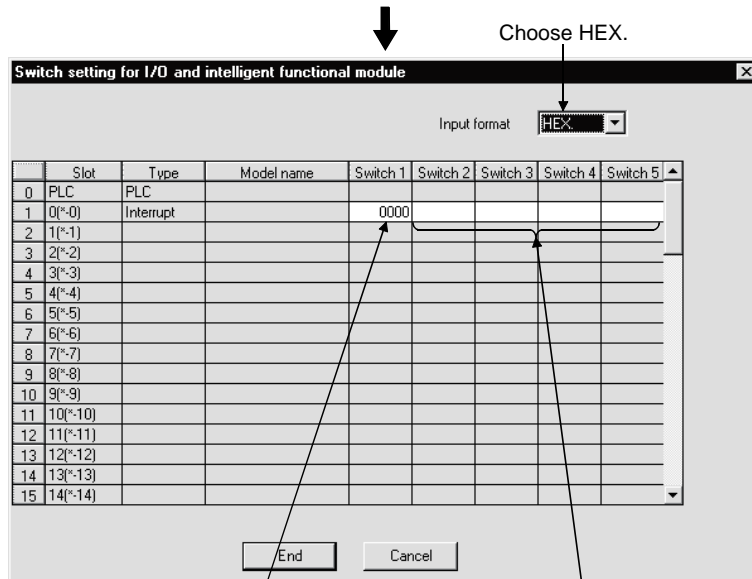 Choose HEX.
Switch setting for I/O and intelligent functional module
Input format HEX.
Slot Type Model name Switch 1 Switch 2 Switch 3 Switch 4 Switch 5
0 PLC PLC
1 0(*-0) Interrupt 0000
2 1(*-1)
3 2(*-2)
4 3(*-3)
5 4(*-4)
6 5(*-5)
7 6(*-6)
8 7(*-7)
9 8(*-8)
10 9(*-9)
11 10(*-10)
12 11(*-11)
13 12(*-12)
14 13(*-13)
15 14(*-14)
End Cancel